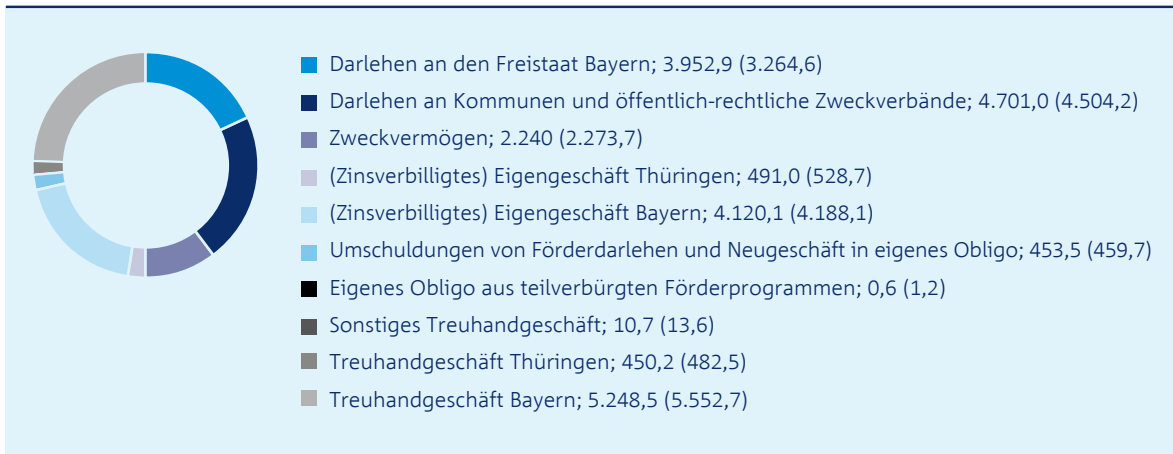 Darlehen an den Freistaat Bayern; 3.952,9 (3.264,6)
Darlehen an Kommunen und öffentlich-rechtliche Zweckverbände; 4.701,0 (4.504,2)
Zweckvermögen; 2.240 (2.273,7)
(Zinsverbilligtes) Eigengeschäft Thüringen; 491,0 (528,7)
(Zinsverbilligtes) Eigengeschäft Bayern; 4.120,1 (4.188,1)
Umschuldungen von Förderdarlehen und Neugeschäft in eigenes Obligo; 453,5 (459,7)
Eigenes Obligo aus teilverbürgten Förderprogrammen; 0,6 (1,2)
Sonstiges Treuhandgeschäft; 10,7 (13,6)
Treuhandgeschäft Thüringen; 450,2 (482,5)
Treuhandgeschäft Bayern; 5.248,5 (5.552,7)